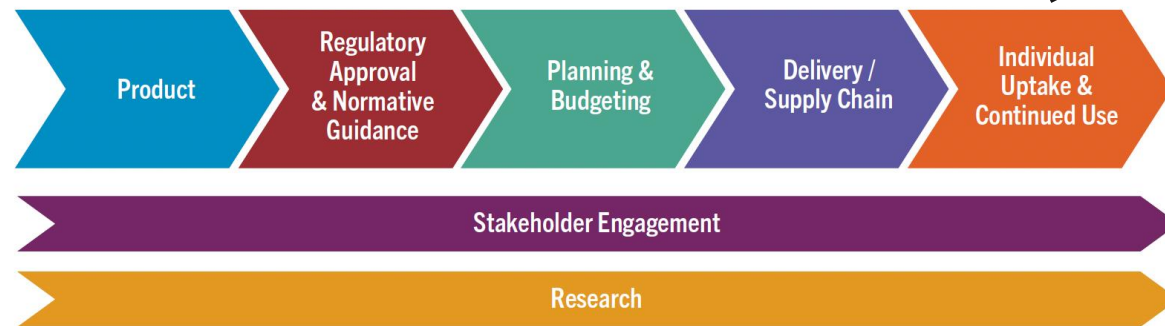 Product
Regulatory
Approval
& Normative
Guidance
Planning &
Budgeting
Delivery /
Supply Chain
Individual
Uptake &
Continued Use
Stakeholder Engagement
Research